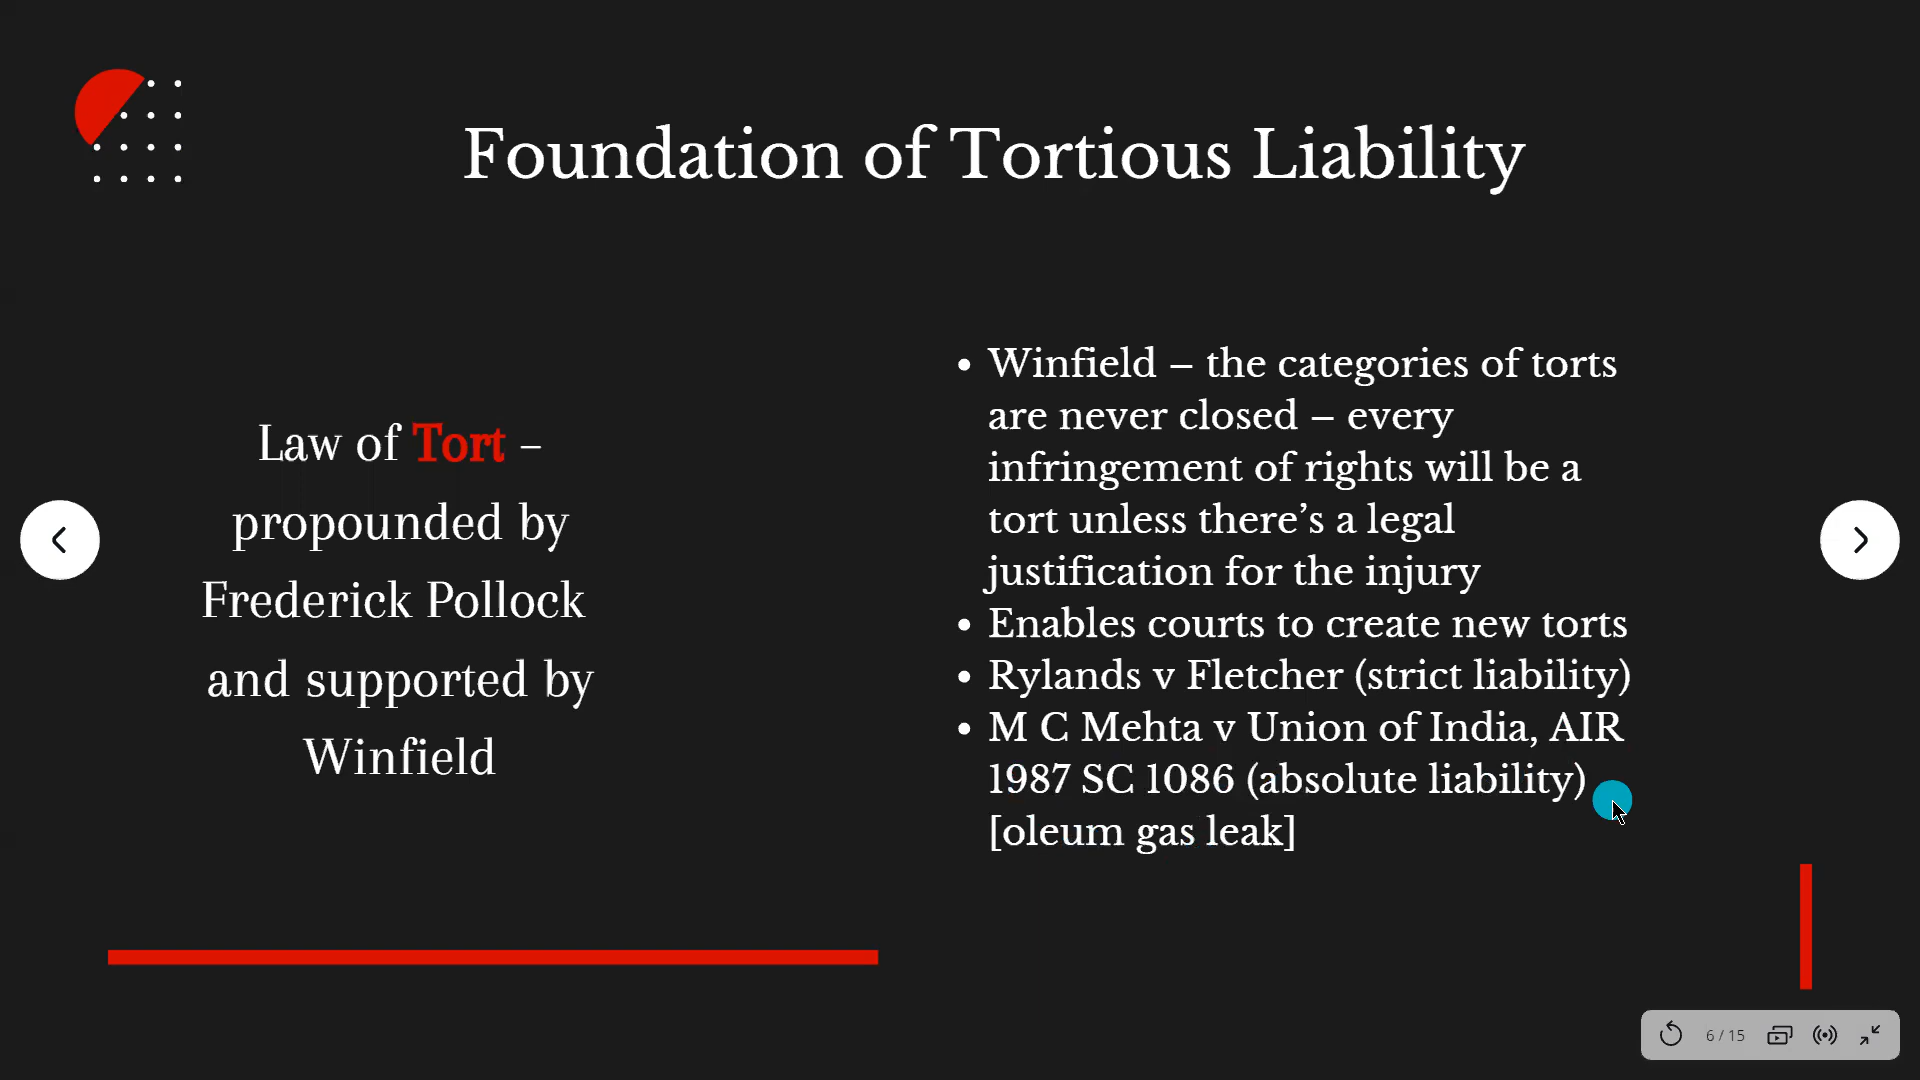 Foundation of Tortious Liability
Law of Tort –
propounded by
Frederick Pollock
and supported by
Winfield
• Winfield – the categories of torts
are never closed – every
infringement of rights will be a
tort unless there’s a legal
justification for the injury
• Enables courts to create new torts
• Rylands v Fletcher (strict liability)
• M C Mehta v Union of India, AIR
1987 SC 1086 (absolute liability)
[oleum gas leak]
6 / 15